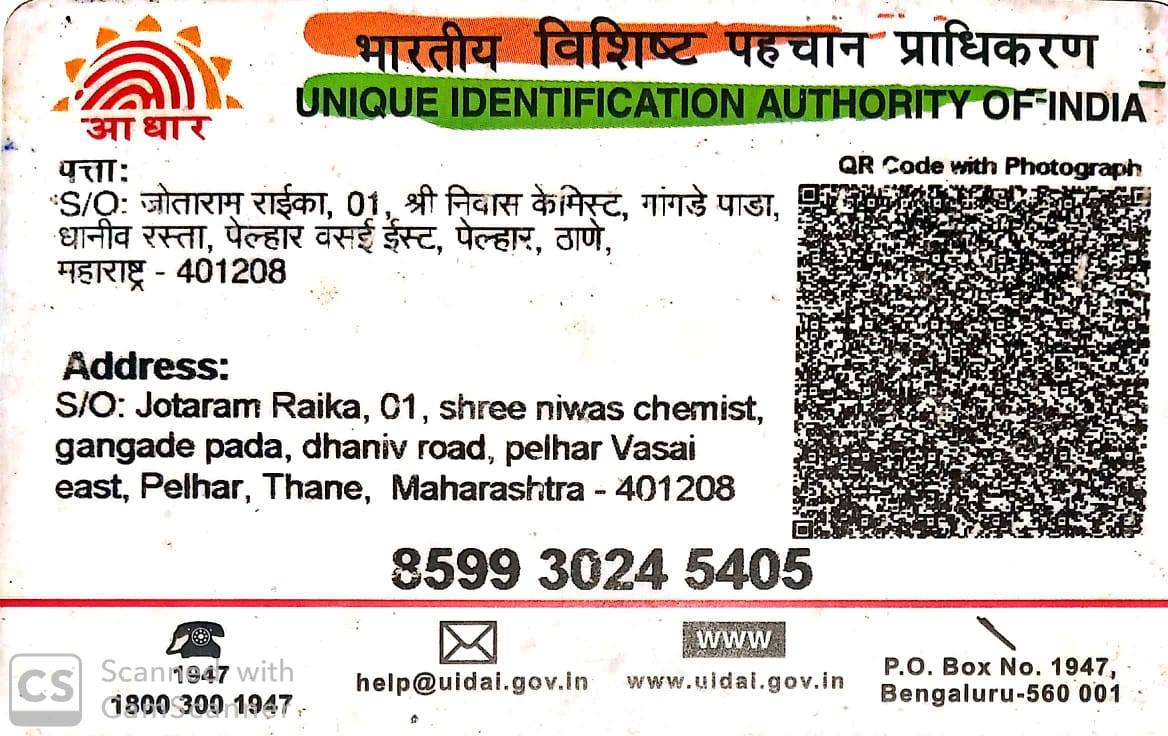 भारतीय विशिष्ट पहचान प्राधिकरण
UNIQUE IDENTIFICATION AUTHORITY OF INDIA
आधार
पत्ता:
S/O: जोताराम राईका, 01, श्री निवास केमिस्ट, गांगडे पाडा,
धानीव रस्ता, पेल्हार वसई ईस्ट, पेल्हार, ठाणे,
महाराष्ट्र - 401208
QR Code with Photograph
Address:
S/O: Jotaram Raika, 01, shree niwas chemist,
gangade pada, dhaniv road, pelhar Vasai
east, Pelhar, Thane, Maharashtra - 401208
8599 3024 5405
1947
1800 300 1947
help@uidai.gov.in
www
www.uidai.gov.in
P.O. Box No. 1947,
Bengaluru-560 001
CS
Scanned with
CamScanner